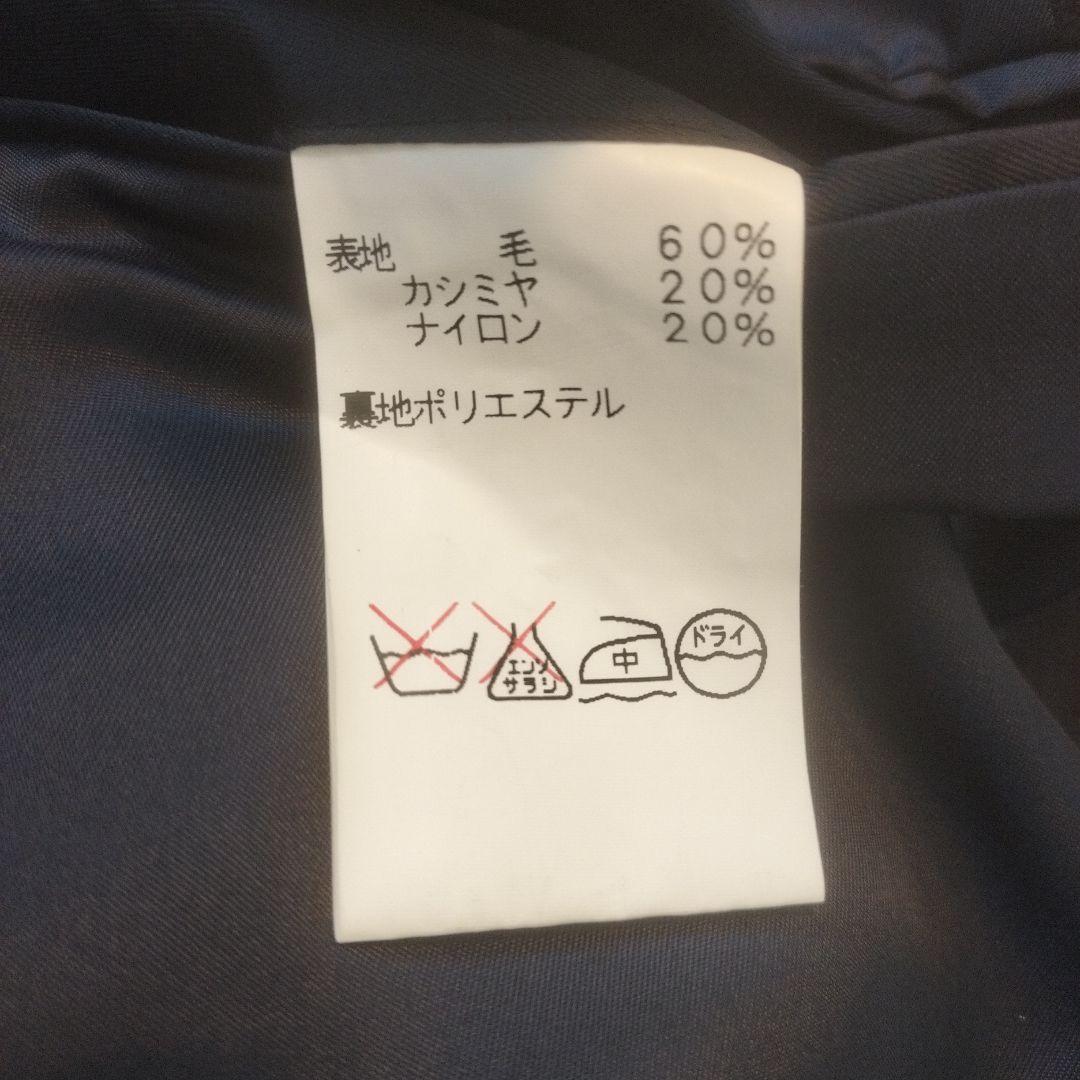 表地 毛 60%
カシミヤ 20%
ナイロン 20%
裏地ポリエステル
エンソ
サラシ
中
ドライ